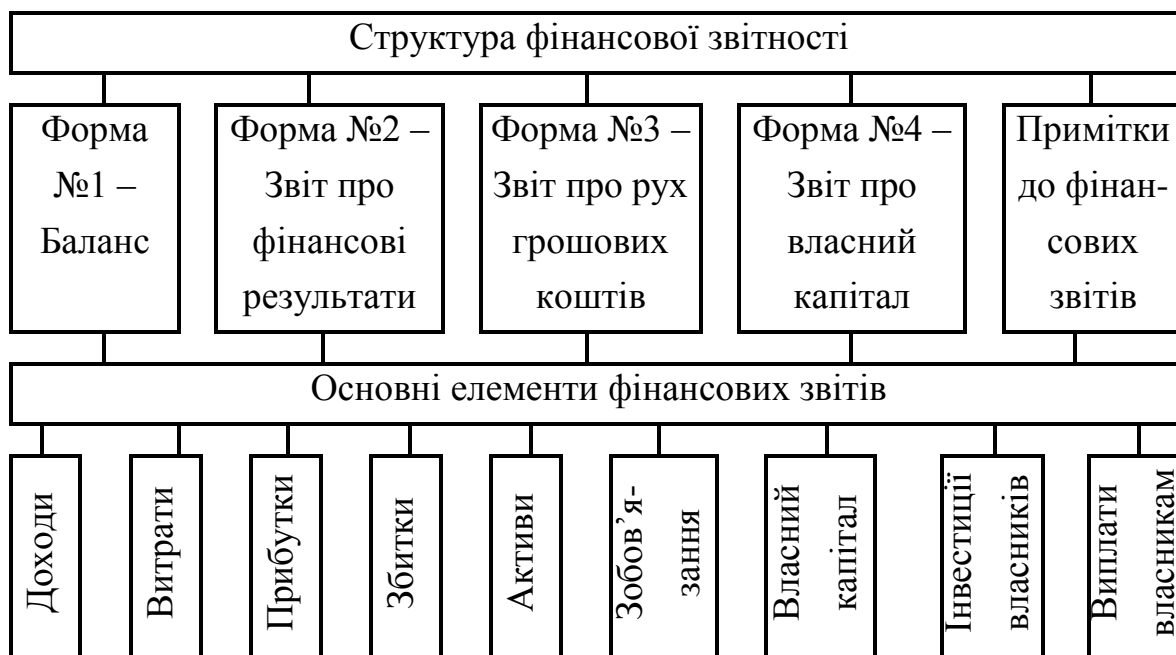 Структура фінансової звітності
Форма
№1 –
Баланс
Форма №2 –
Звіт про
фінансові
результати
Форма №3 –
Звіт про рух
грошових
коштів
Форма №4 –
Звіт про
власний
капітал
Примітки
до фінан-
сових
звітів
Основні елементи фінансових звітів
Доходи
Витрати
Прибутки
Збитки
Активи
Зобов’я-
зання
Власний
капітал
Інвестиції
власників
Виплати
власникам